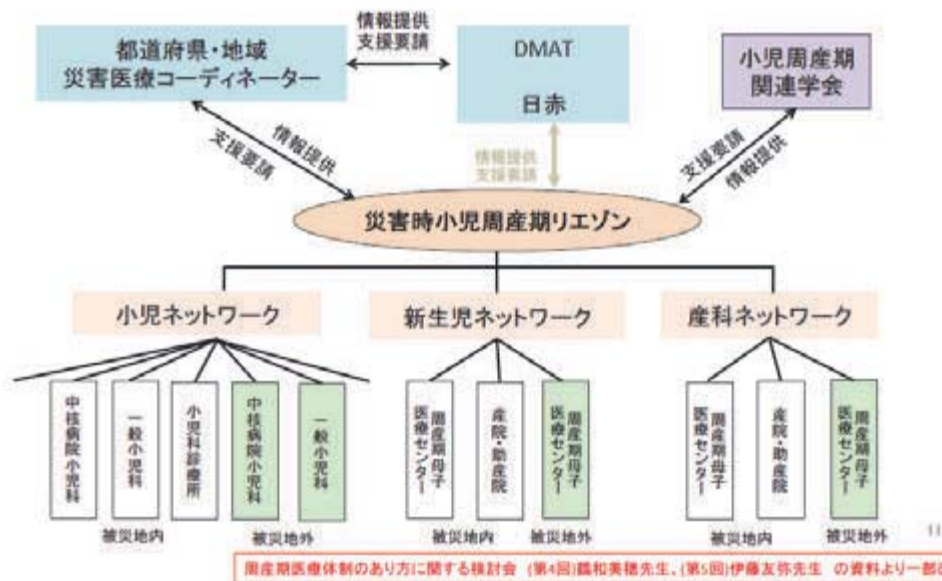 情報提供
支援要請
都道府県・地域
災害医療コーディネーター
DMAT
日赤
小児周産期
関連学会
情報提供
支援要請
情報提供
支援要請
支援要請
情報提供
災害時小児周産期リエゾン
小児ネットワーク
新生児ネットワーク
産科ネットワーク
中核病院小児科
一般小児科
小児科診療所
中核病院小児科
一般小児科
周産期母子
医療センター
産院・助産院
周産期母子
医療センター
周産期母子
医療センター
産院・助産院
周産期母子
医療センター
被災地内
被災地外
被災地内
被災地外
被災地内
被災地外
11
周産期医療体制のあり方に関する検討会 (第4回)鶴和美穂先生、(第5回)伊藤友弥先生 の資料より一部